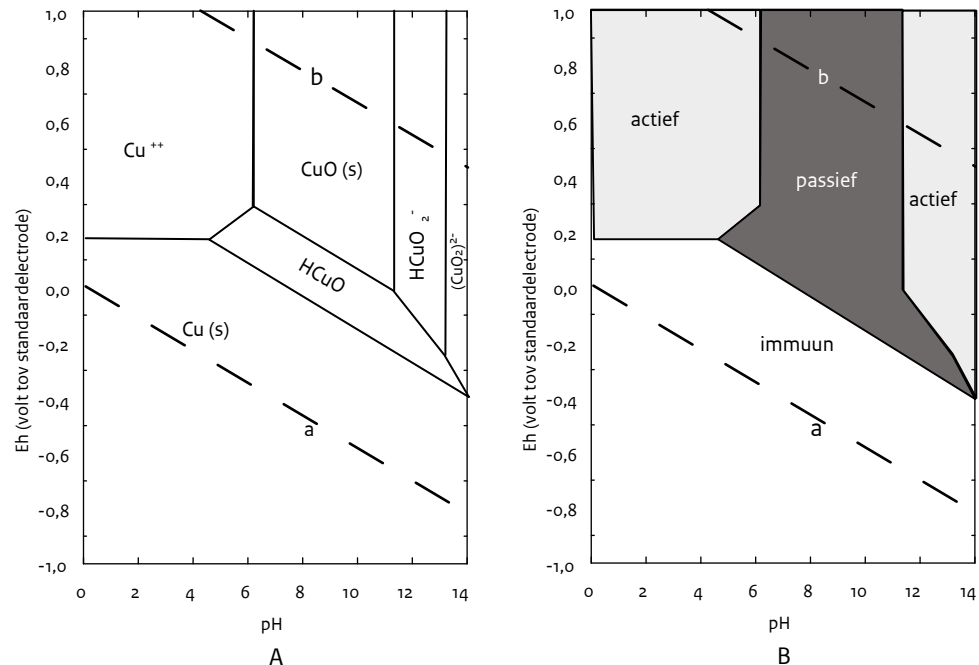 1,0
0,8
0,6
0,4
0,2
0,0
-0,2
-0,4
-0,6
-0,8
-1,0
Eh (volt tov standaardelectrode)
b
Cu ++
CuO (s)
HCuO 2 -
(CuO2)2-
HCuO
Cu (s)
a
0 2 4 6 8 10 12 14
pH
A
1,0
0,8
0,6
0,4
0,2
0,0
-0,2
-0,4
-0,6
-0,8
-1,0
Eh (volt tov standaardelectrode)
b
actief
passief
actief
immuun
a
0 2 4 6 8 10 12 14
pH
B